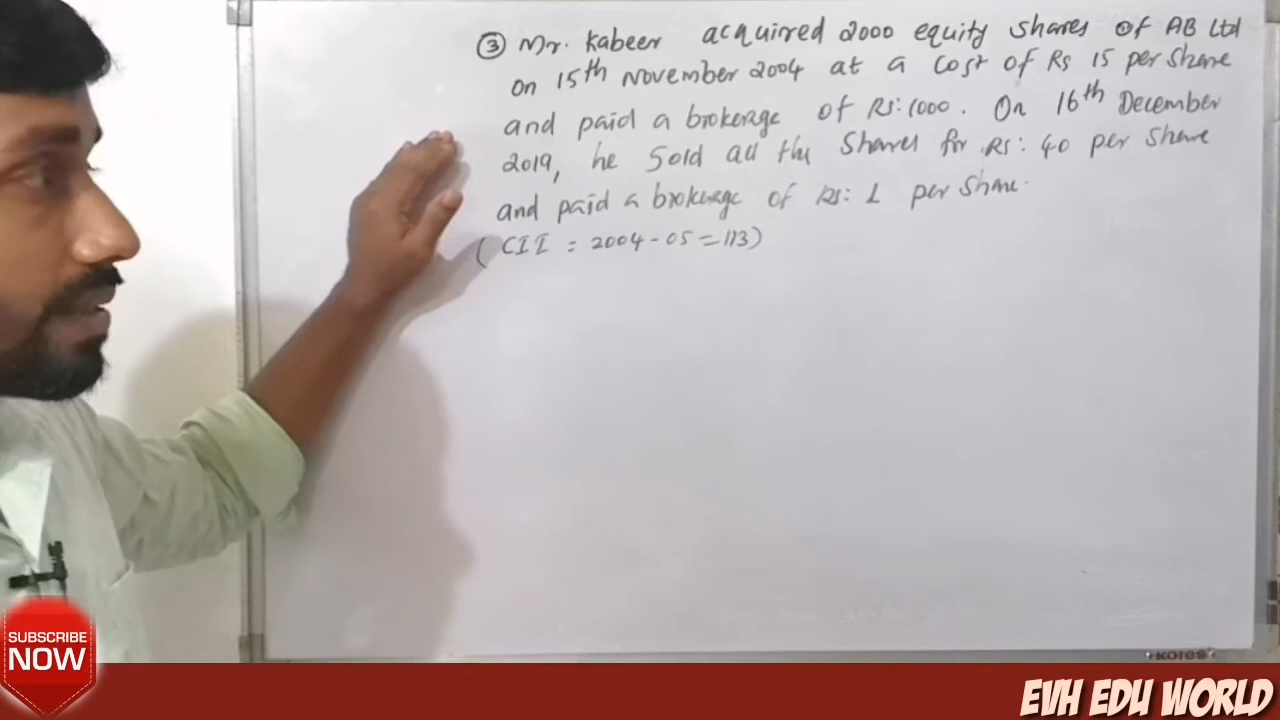 ③ Mr. Kabeer acquired 2000 equity shares of AB Ltd
on 15th November 2004 at a cost of Rs 15 per share
and paid a brokerage of Rs: 1000. On 16th December
2019, he sold all the shares for Rs: 40 per share
and paid a brokerage of Rs: 1 per share.
(CII = 2004-05 = 113)
KORES
SUBSCRIBE
NOW
EVH EDU WORLD